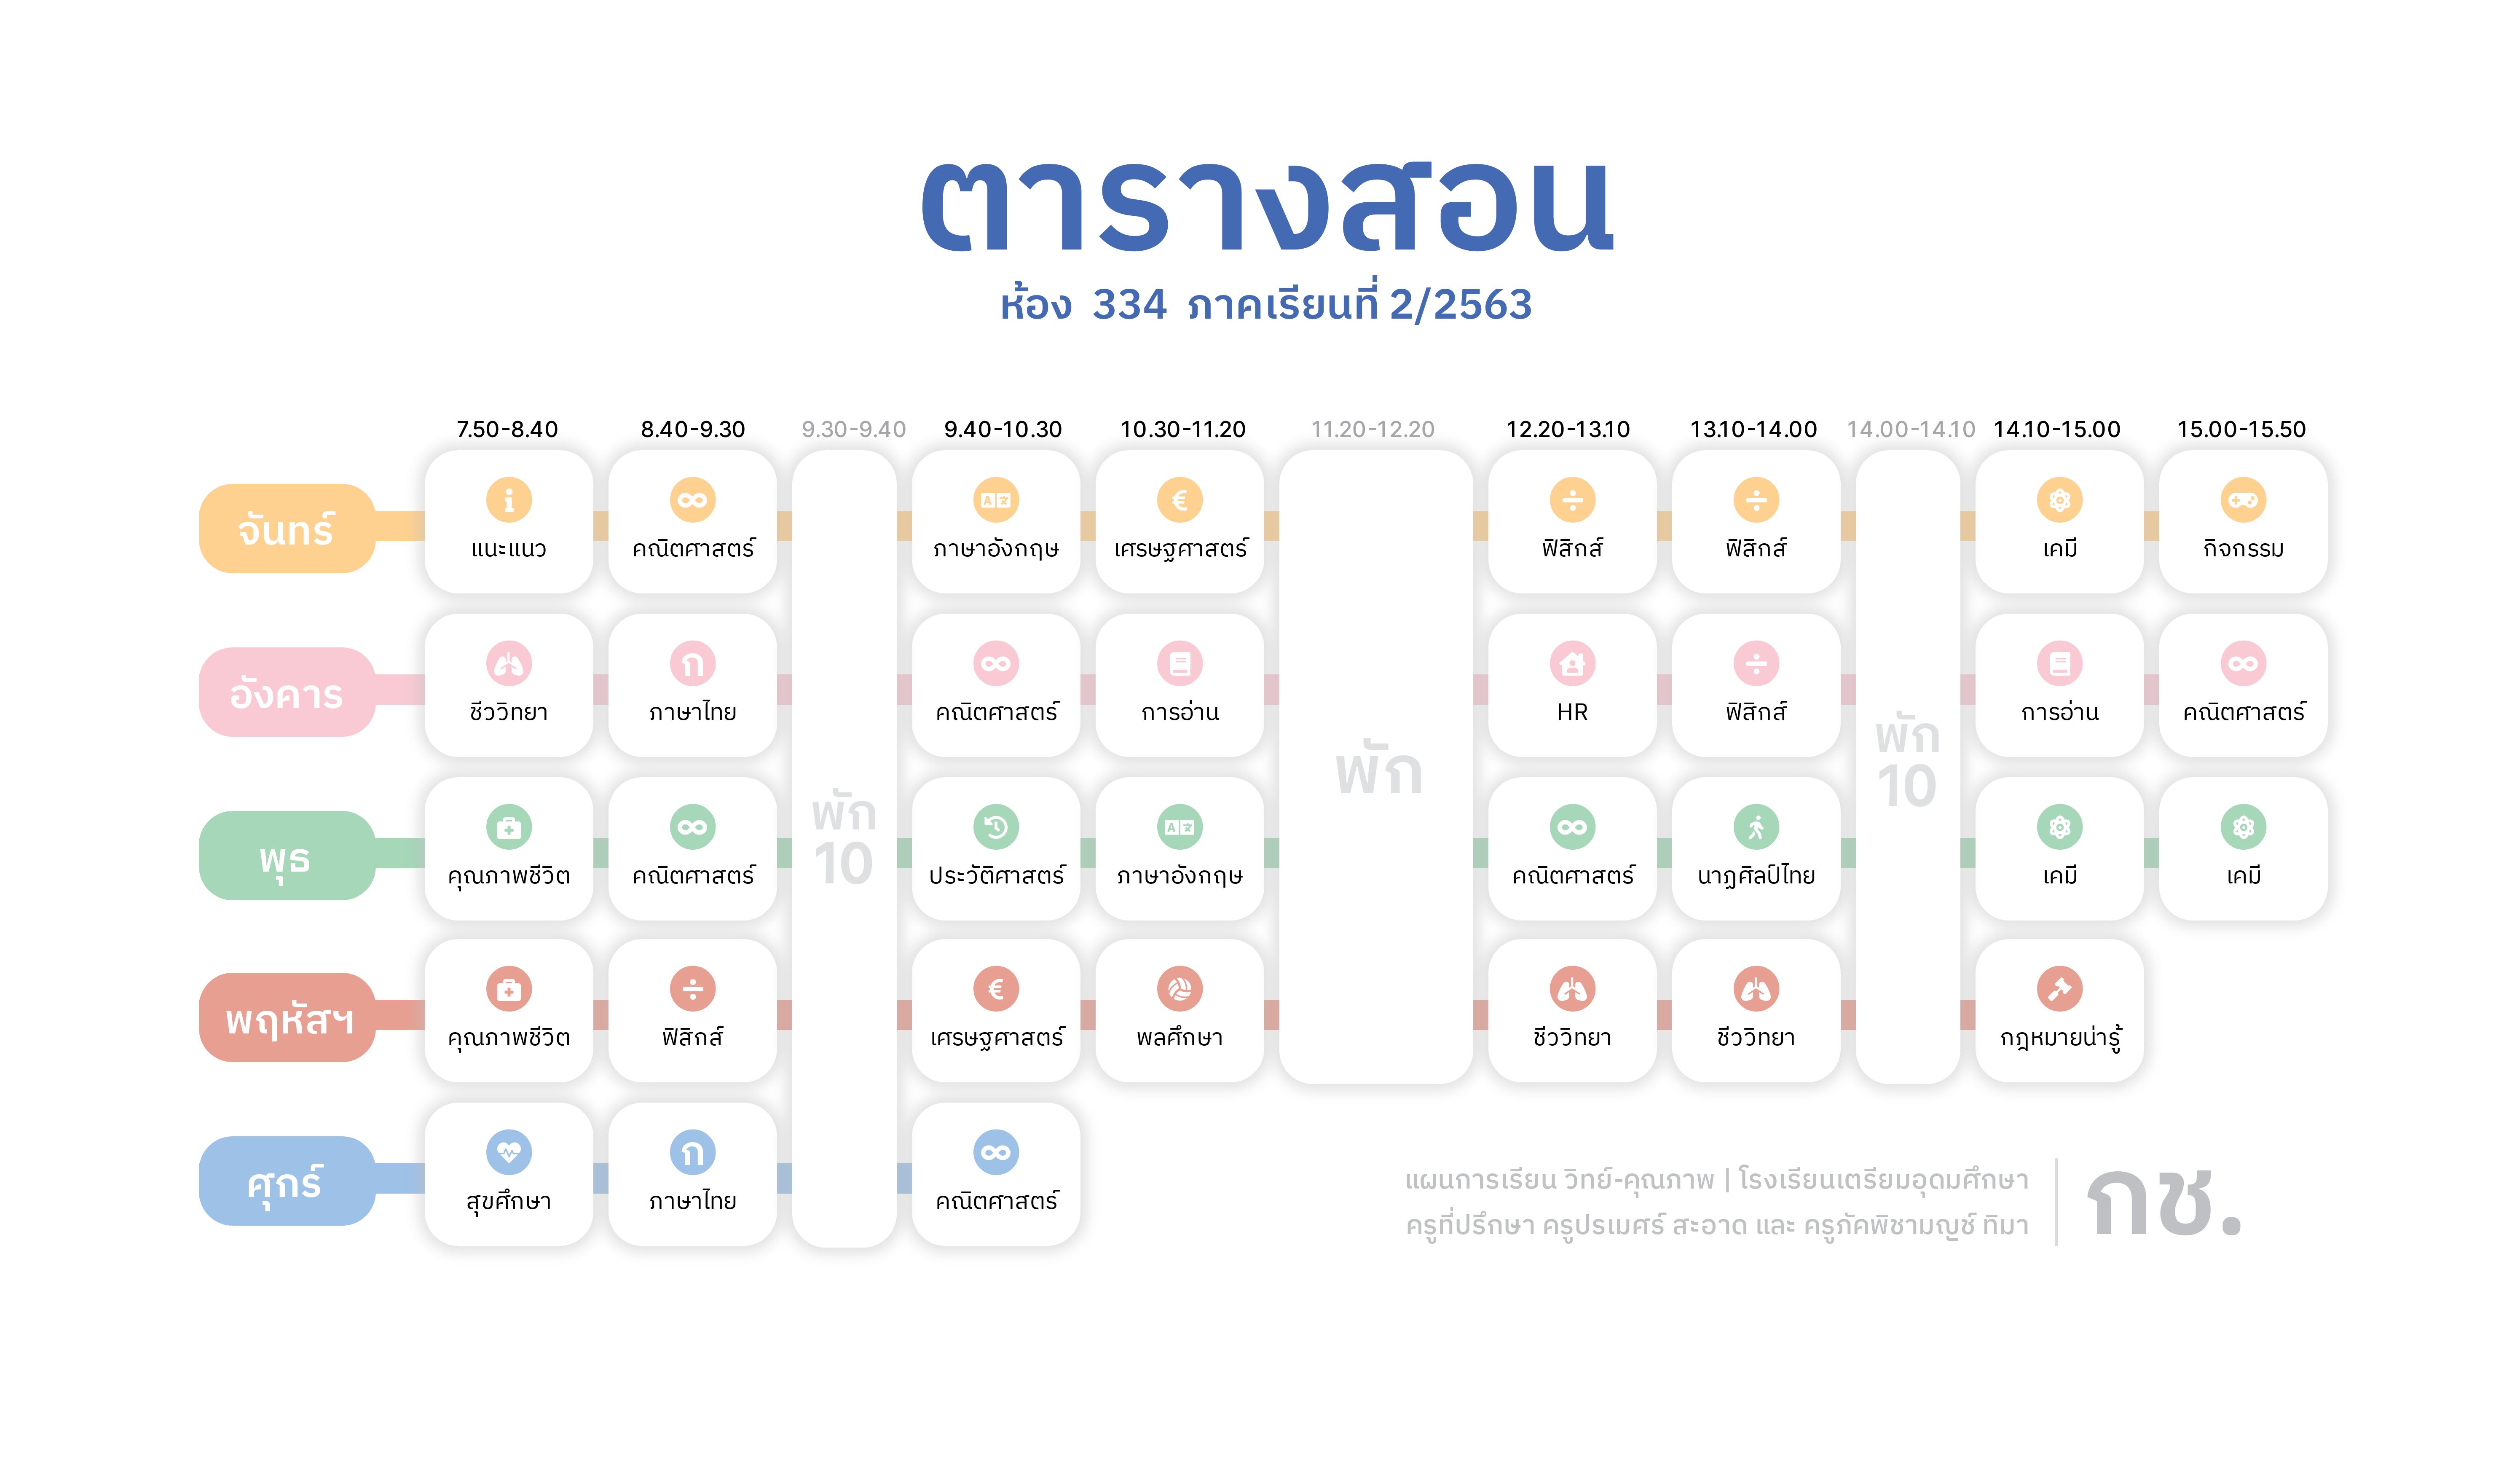 ตารางสอน
ห้อง 334 ภาคเรียนที่ 2/2563
7.50-8.40 8.40-9.30 9.30-9.40 9.40-10.30 10.30-11.20 11.20-12.20 12.20-13.10 13.10-14.00 14.00-14.10 14.10-15.00 15.00-15.50
จันทร์ แนะแนว คณิตศาสตร์ ภาษาอังกฤษ เศรษฐศาสตร์ ฟิสิกส์ ฟิสิกส์ เคมี กิจกรรม
อังคาร ชีววิทยา ภาษาไทย คณิตศาสตร์ การอ่าน HR ฟิสิกส์ การอ่าน คณิตศาสตร์
พัก
พัก 10
พัก 10
พุธ คุณภาพชีวิต คณิตศาสตร์ ประวัติศาสตร์ ภาษาอังกฤษ คณิตศาสตร์ นาฏศิลป์ไทย เคมี เคมี
พฤหัสฯ คุณภาพชีวิต ฟิสิกส์ เศรษฐศาสตร์ พลศึกษา ชีววิทยา ชีววิทยา กฎหมายน่ารู้
ศุกร์ สุขศึกษา ภาษาไทย คณิตศาสตร์
แผนการเรียน วิทย์-คุณภาพ | โรงเรียนเตรียมอุดมศึกษา
ครูที่ปรึกษา ครูปรเมศร์ สะอาด และ ครูภัคพิชามญช์ ทิมา
กช.